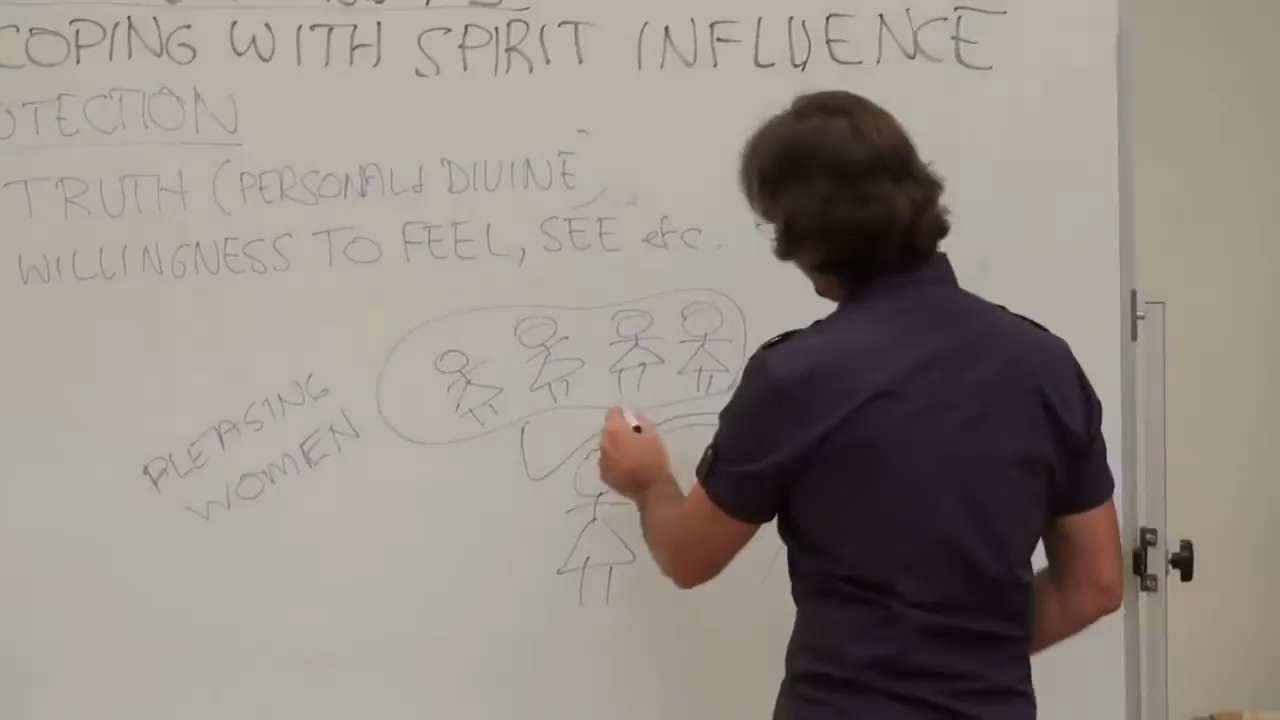 COPING WITH SPIRIT INFLUENCE
OTECTION
TRUTH (PERSONAL & DIVINE)
WILLINGNESS TO FEEL, SEE etc.
PLEASING
WOMEN